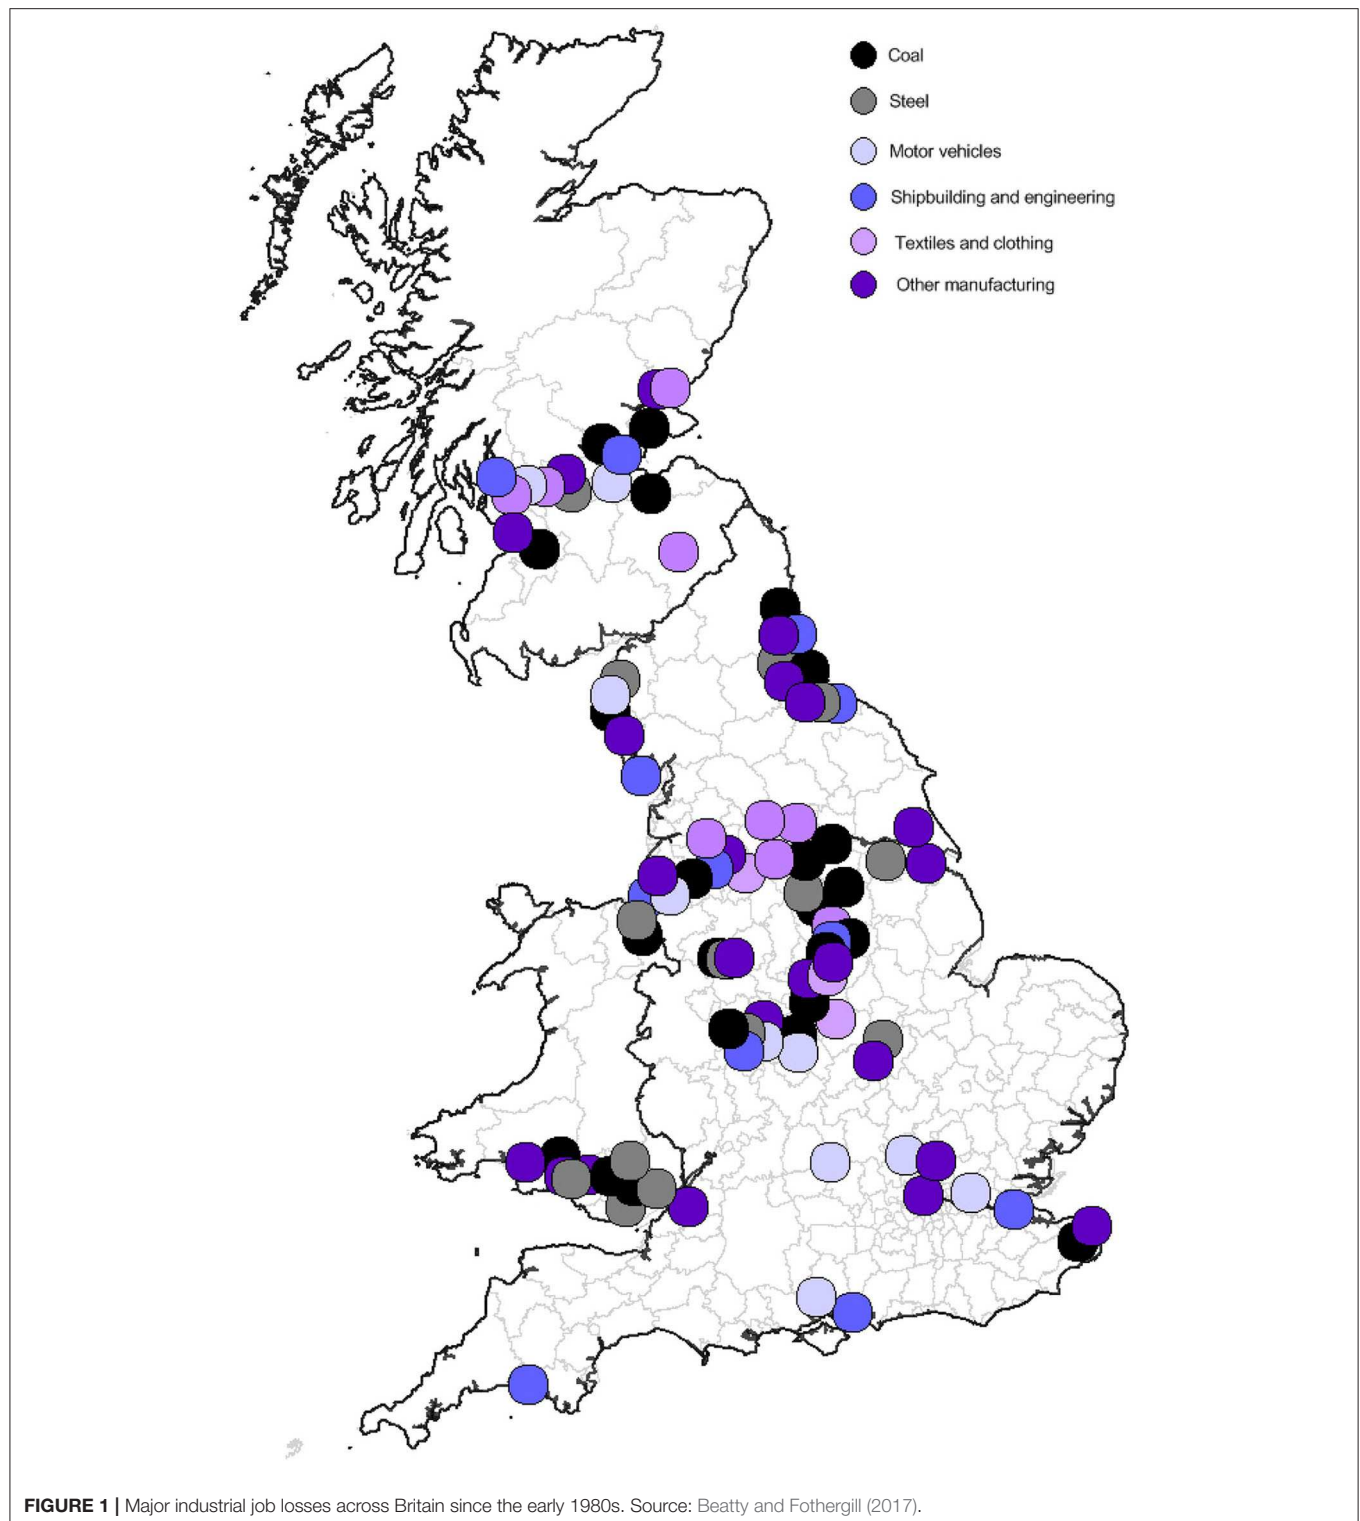 Coal
Steel
Motor vehicles
Shipbuilding and engineering
Textiles and clothing
Other manufacturing
FIGURE 1 | Major industrial job losses across Britain since the early 1980s. Source: Beatty and Fothergill (2017).